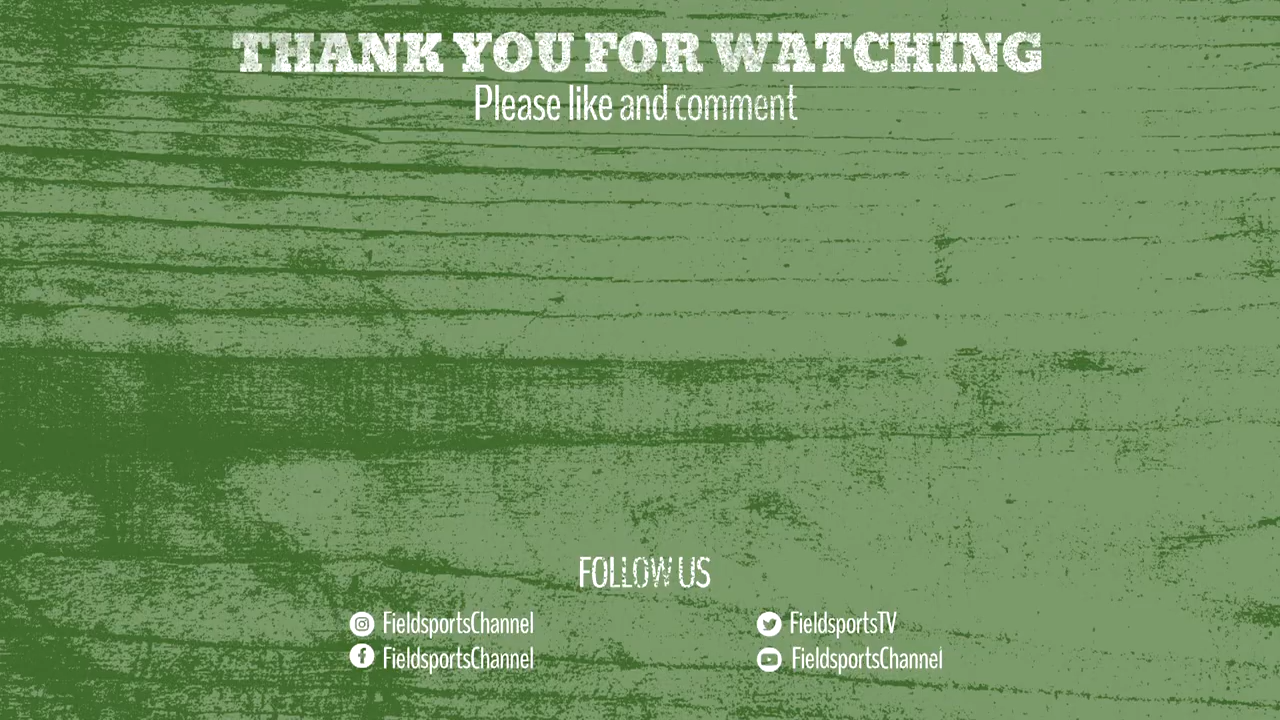 THANK YOU FOR WATCHING
Please like and comment
FOLLOW US
FieldsportsChannel
FieldsportsTV
FieldsportsChannel
FieldsportsChannel